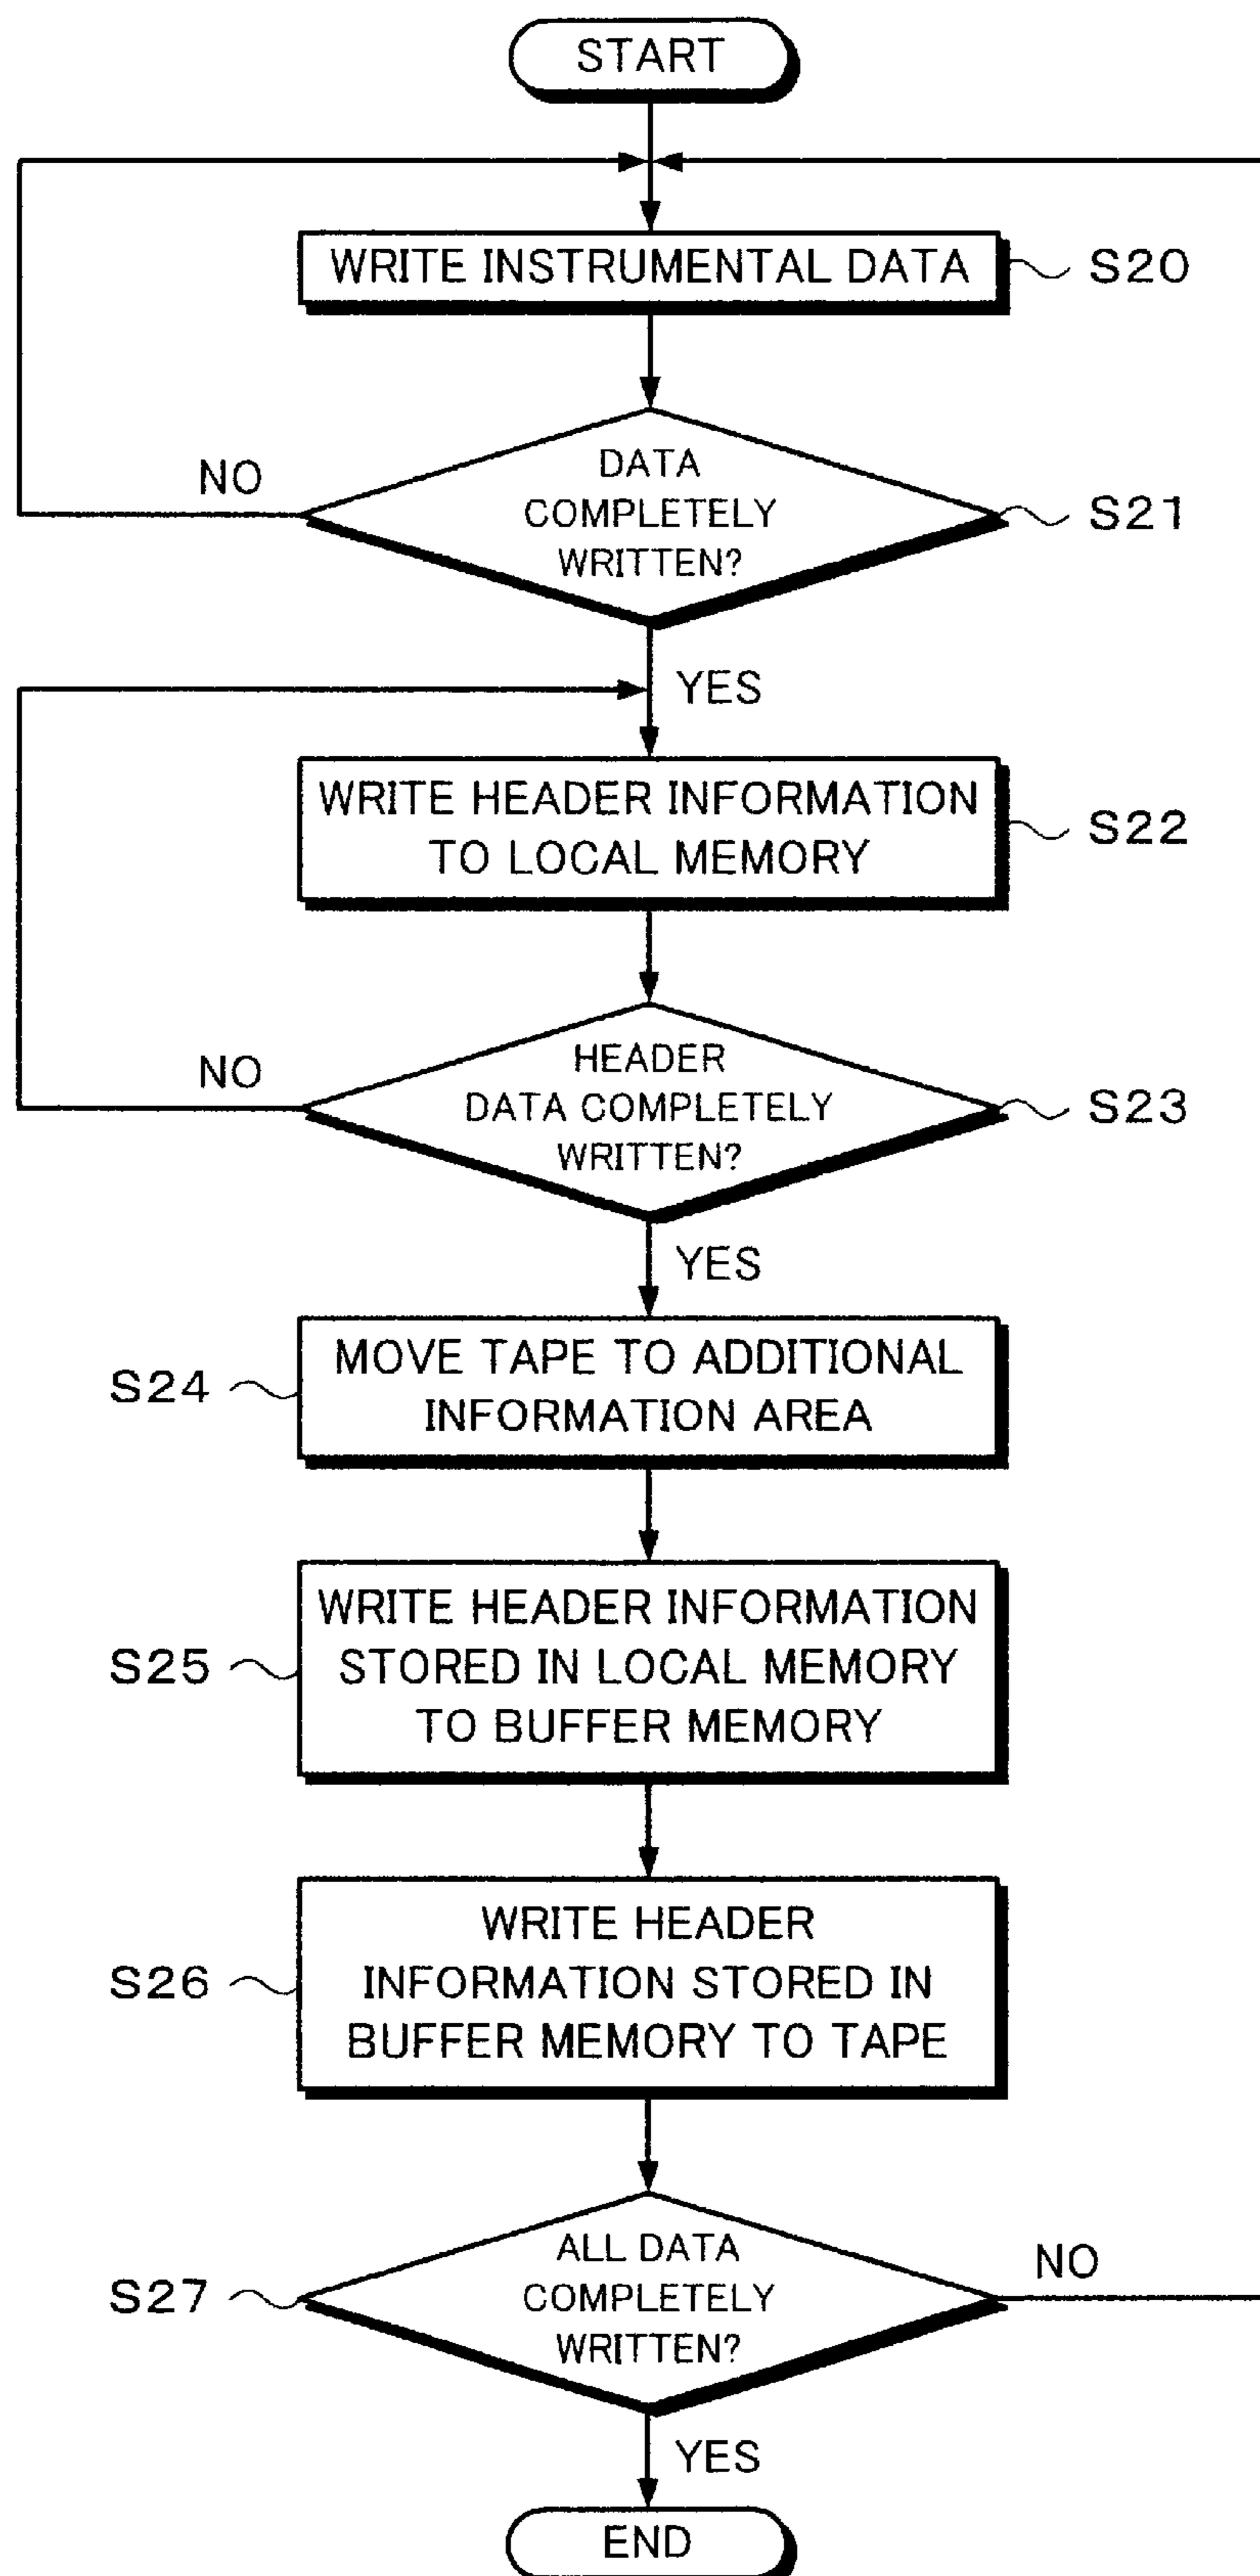 START
WRITE INSTRUMENTAL DATA
S20
DATA
COMPLETELY
WRITTEN?
NO
S21
YES
WRITE HEADER INFORMATION
TO LOCAL MEMORY
S22
HEADER
DATA COMPLETELY
WRITTEN?
NO
S23
YES
S24
MOVE TAPE TO ADDITIONAL
INFORMATION AREA
S25
WRITE HEADER INFORMATION
STORED IN LOCAL MEMORY
TO BUFFER MEMORY
S26
WRITE HEADER
INFORMATION STORED IN
BUFFER MEMORY TO TAPE
S27
ALL DATA
COMPLETELY
WRITTEN?
NO
YES
END